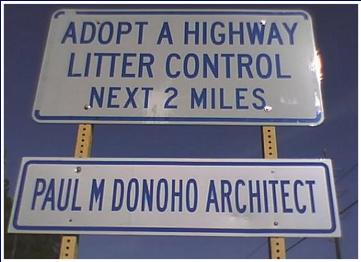 ADOPT A HIGHWAY
LITTER CONTROL
NEXT 2 MILES
PAUL M DONOHO ARCHITECT